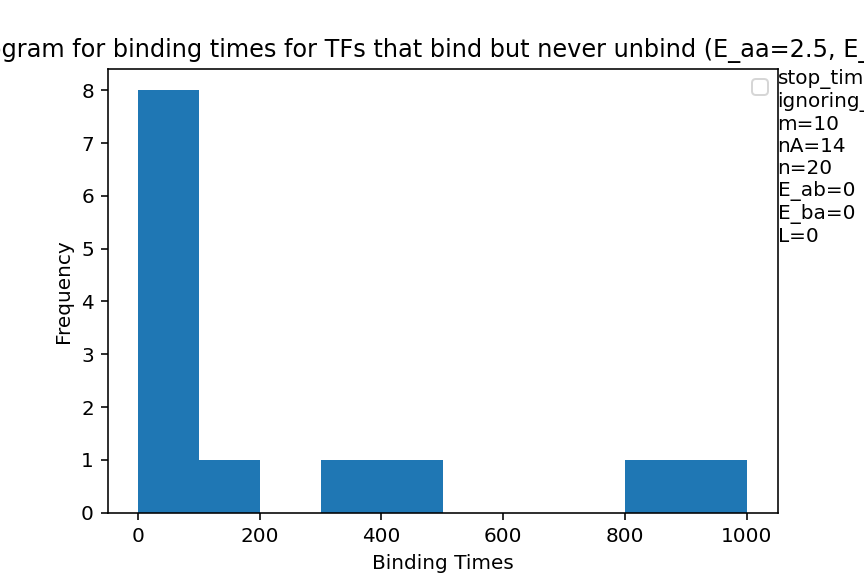 gram for binding times for TFs that bind but never unbind (E_aa=2.5, E_
stop_tim
ignoring_
m=10
nA=14
n=20
E_ab=0
E_ba=0
L=0
8
7
6
5
4
3
2
1
0
Frequency
0 200 400 600 800 1000
Binding Times